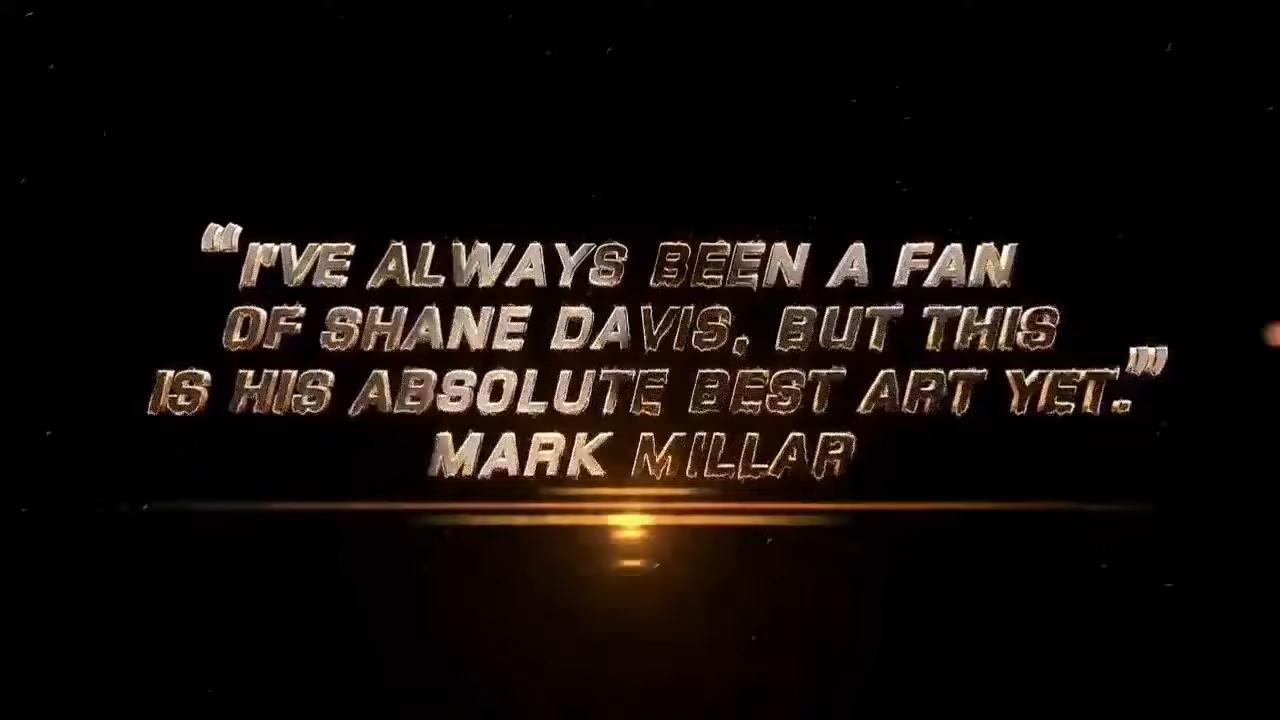 “I'VE ALWAYS BEEN A FAN
OF SHANE DAVIS, BUT THIS
IS HIS ABSOLUTE BEST ART YET.”
MARK MILLAR